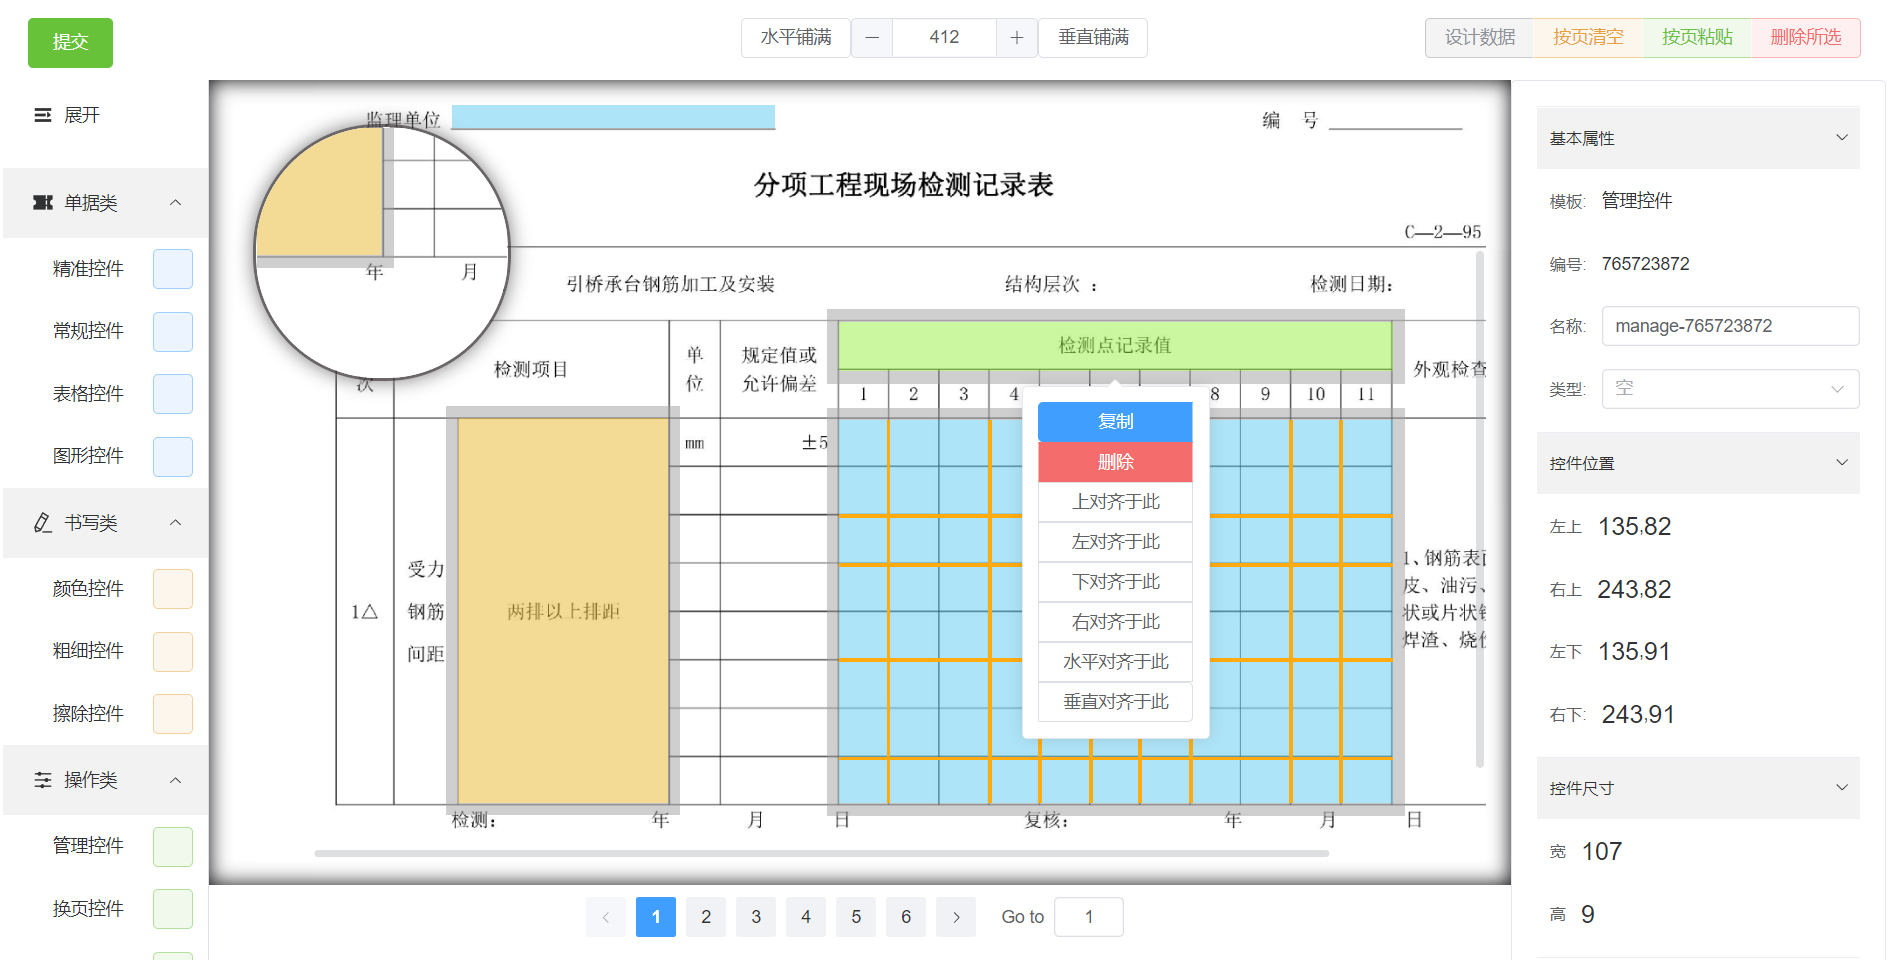 提交
水平铺满 412 垂直铺满
设计数据 按页清空 按页粘贴 删除所选
展开
单据类
精准控件
常规控件
表格控件
图形控件
书写类
颜色控件
粗细控件
擦除控件
操作类
管理控件
换页控件
监理单位
编 号
分项工程现场检测记录表
C—2—95
年 月
引桥承台钢筋加工及安装 结构层次 : 检测日期:
次
检测项目
单位
规定值或
允许偏差
检测点记录值
外观检查
1 2 3 4 8 9 10 11
mm ±5
1△
受力
钢筋
间距
两排以上排距
1、钢筋表面
皮、油污、
状或片状锈
焊渣、烧伤
复制
删除
上对齐于此
左对齐于此
下对齐于此
右对齐于此
水平对齐于此
垂直对齐于此
检测: 年 月 日 复核: 年 月 日
1 2 3 4 5 6 Go to 1
基本属性
模板: 管理控件
编号: 765723872
名称: manage-765723872
类型: 空
控件位置
左上 135,82
右上 243,82
左下 135,91
右下: 243,91
控件尺寸
宽 107
高 9